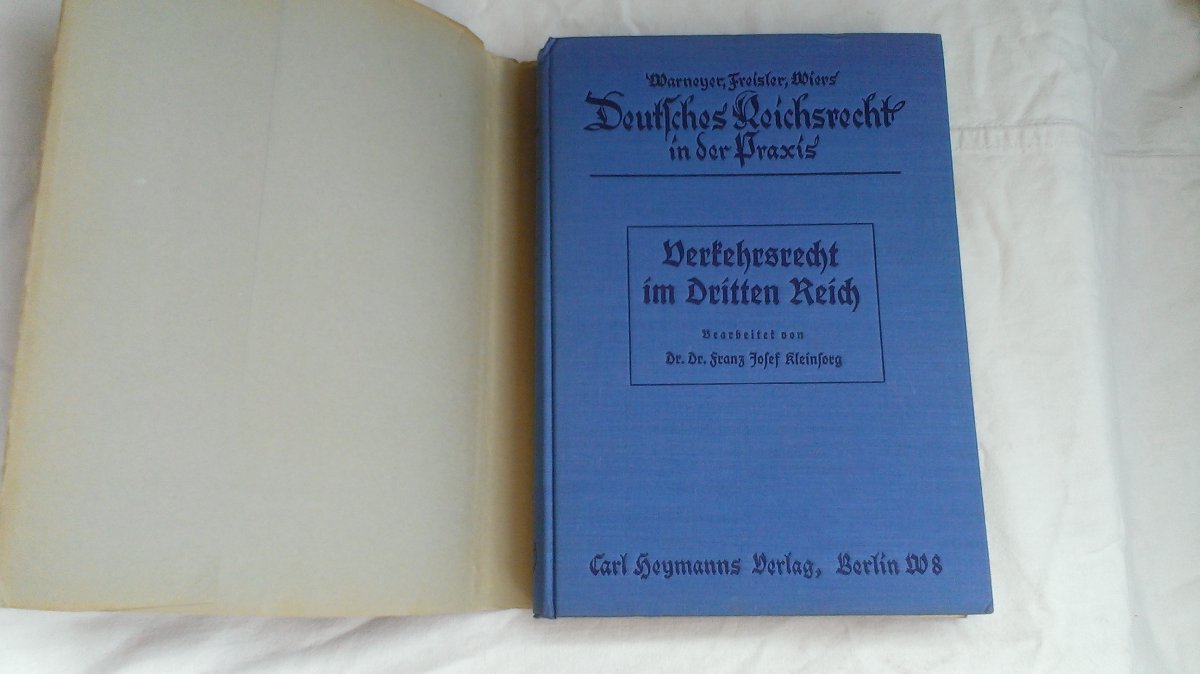 Warneyer, Freisler, Wiers
Deutsches Reichsrecht
in der Praxis
Verkehrsrecht
im Dritten Reich
Bearbeitet von
Dr. Dr. Franz Josef Kleinsorg
Carl Heymanns Verlag, Berlin W 8